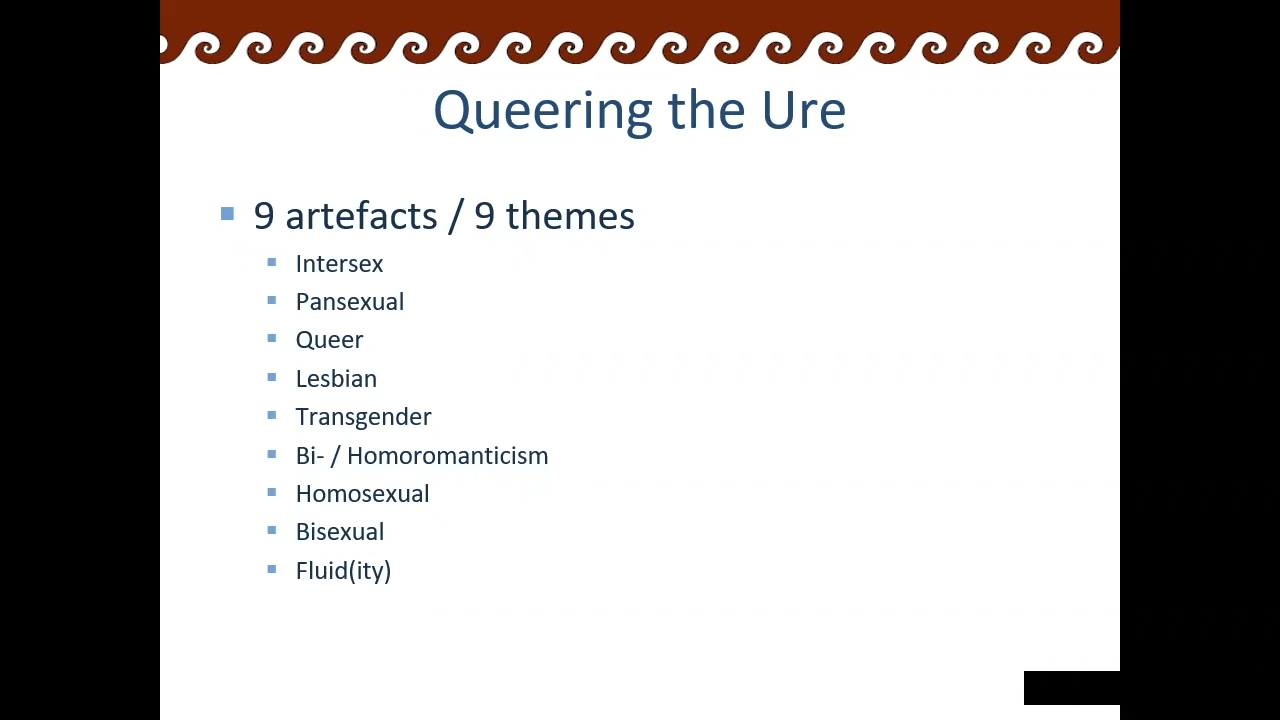 Queering the Ure
9 artefacts / 9 themes
Intersex
Pansexual
Queer
Lesbian
Transgender
Bi- / Homoromanticism
Homosexual
Bisexual
Fluid(ity)